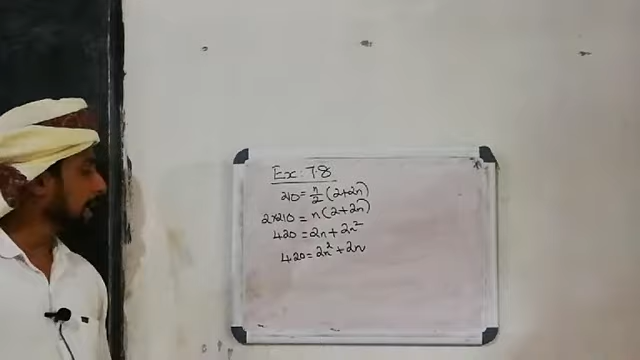 Ex: 7.8
210 = n/2 (2+2n)
2×210 = n(2+2n)
420 = 2n + 2n²
420 = 2n² + 2n